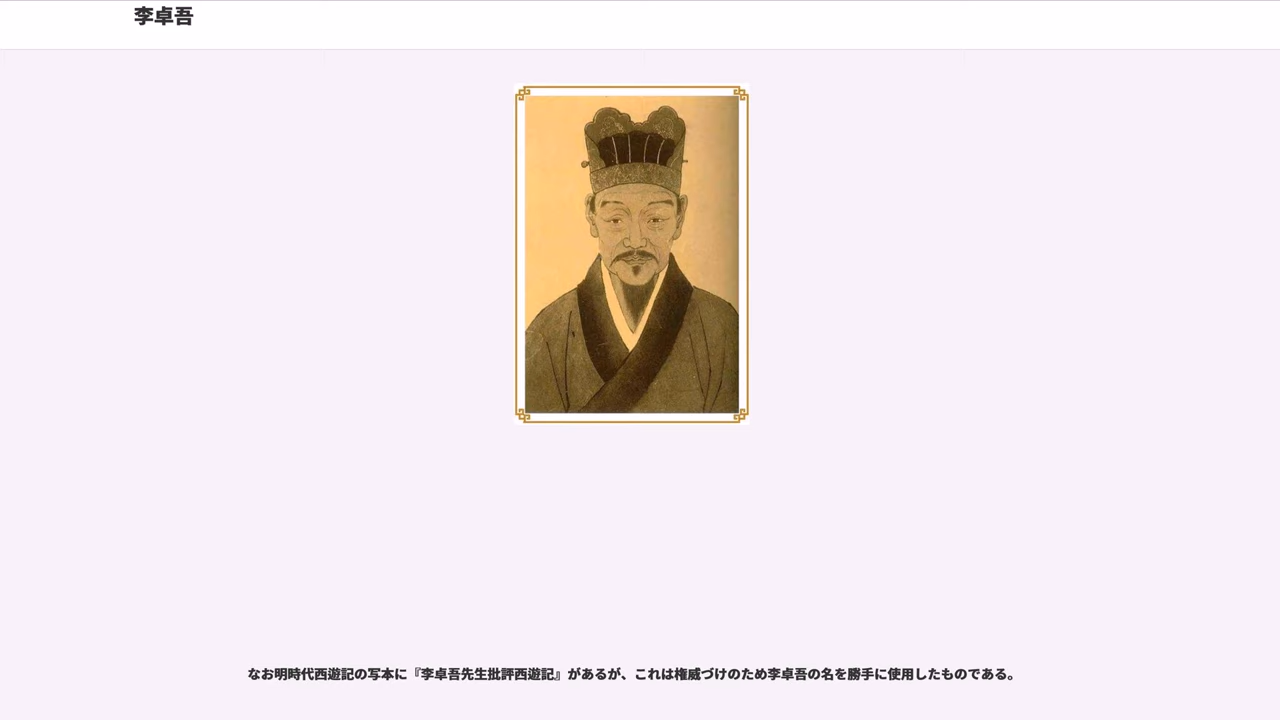 李卓吾
なお明時代西遊記の写本に『李卓吾先生批評西遊記』があるが、これは権威づけのため李卓吾の名を勝手に使用したものである。